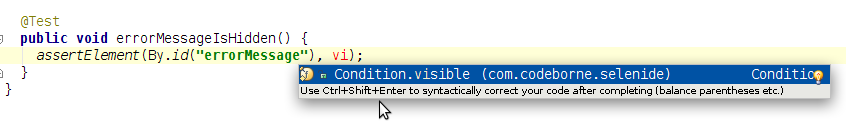 @Test
public void errorMessageIsHidden() {
assertElement(By.id("errorMessage"), vi);
}
}
Condition.visible (com.codeborne.selenide) Conditio
Use Ctrl+Shift+Enter to syntactically correct your code after completing (balance parentheses etc.)